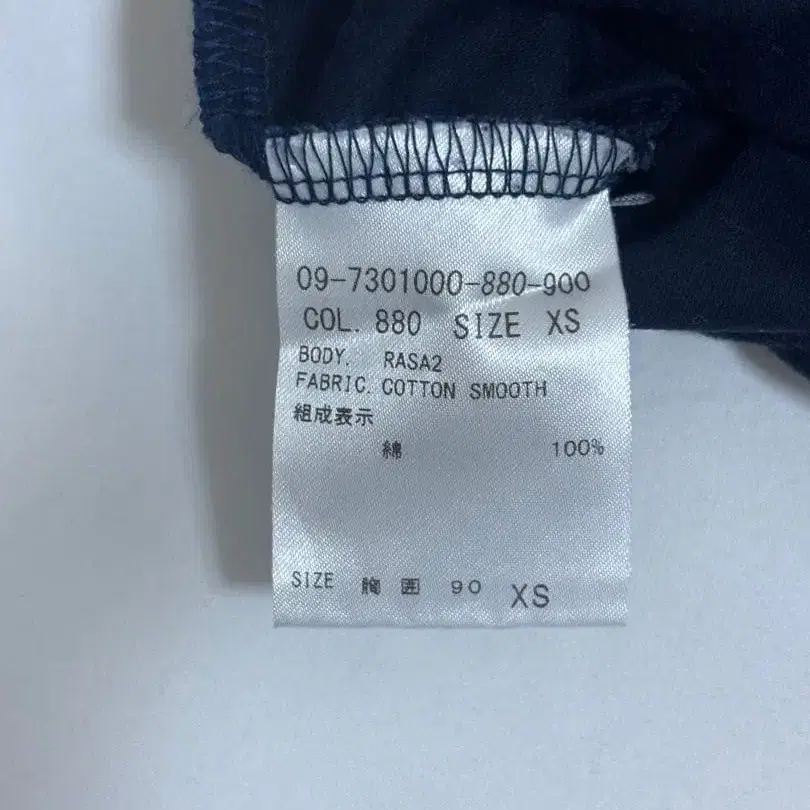 09-7301000-880-900
COL. 880 SIZE XS
BODY. RASA2
FABRIC. COTTON SMOOTH
組成表示
綿 100%
SIZE 胸囲 90 XS